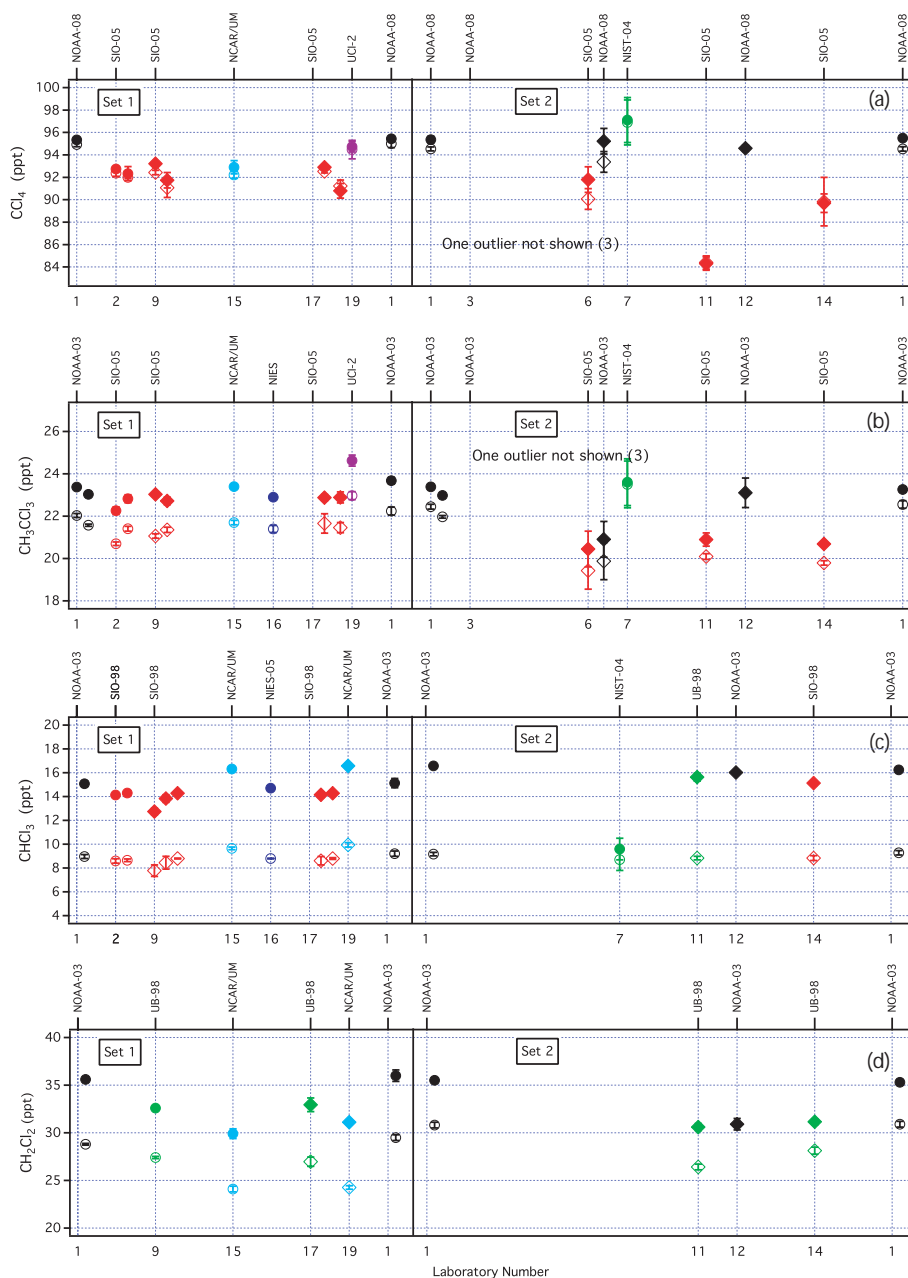 NOAA-08 SIO-05 SIO-05 NCAR/UM SIO-05 UCI-2 NOAA-08 NOAA-08 NOAA-08 SIO-05 NOAA-08 NIST-04 SIO-05 NOAA-08 SIO-05 NOAA-08
Set 1 Set 2 (a)
CCl4 (ppt)
100
98
96
94
92
90
88
86
84
One outlier not shown (3)
1 2 9 15 17 19 1 1 3 6 7 11 12 14 1
NOAA-03 SIO-05 SIO-05 NCAR/UM NIES SIO-05 UCI-2 NOAA-03 NOAA-03 NOAA-03 SIO-05 NOAA-03 NIST-04 SIO-05 NOAA-03 SIO-05 NOAA-03
Set 1 Set 2 (b)
One outlier not shown (3)
CH3CCl3 (ppt)
26
24
22
20
18
1 2 9 15 16 17 19 1 1 3 6 7 11 12 14 1
NOAA-03 SIO-98 SIO-98 NCAR/UM NIES-05 SIO-98 NCAR/UM NOAA-03 NOAA-03 NIST-04 UB-98 NOAA-03 SIO-98 NOAA-03
Set 1 Set 2 (c)
CHCl3 (ppt)
20
18
16
14
12
10
8
6
4
1 2 9 15 16 17 19 1 1 7 11 12 14 1
NOAA-03 UB-98 NCAR/UM UB-98 NCAR/UM NOAA-03 NOAA-03 UB-98 NOAA-03 UB-98 NOAA-03
Set 1 Set 2 (d)
CH2Cl2 (ppt)
40
35
30
25
20
1 9 15 17 19 1 1 11 12 14 1
Laboratory Number